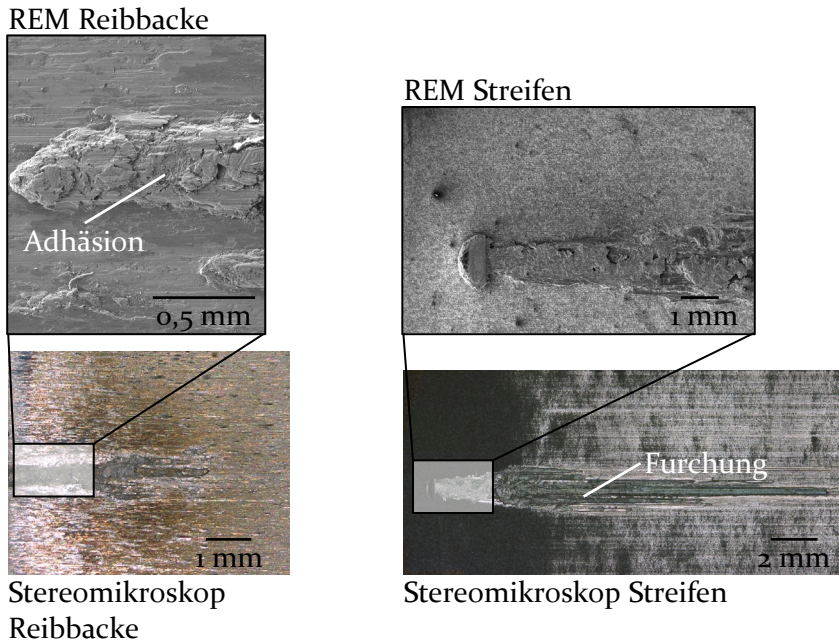 REM Reibbacke
Adhäsion
0,5 mm
1 mm
Stereomikroskop
Reibbacke
REM Streifen
1 mm
Furchung
2 mm
Stereomikroskop Streifen